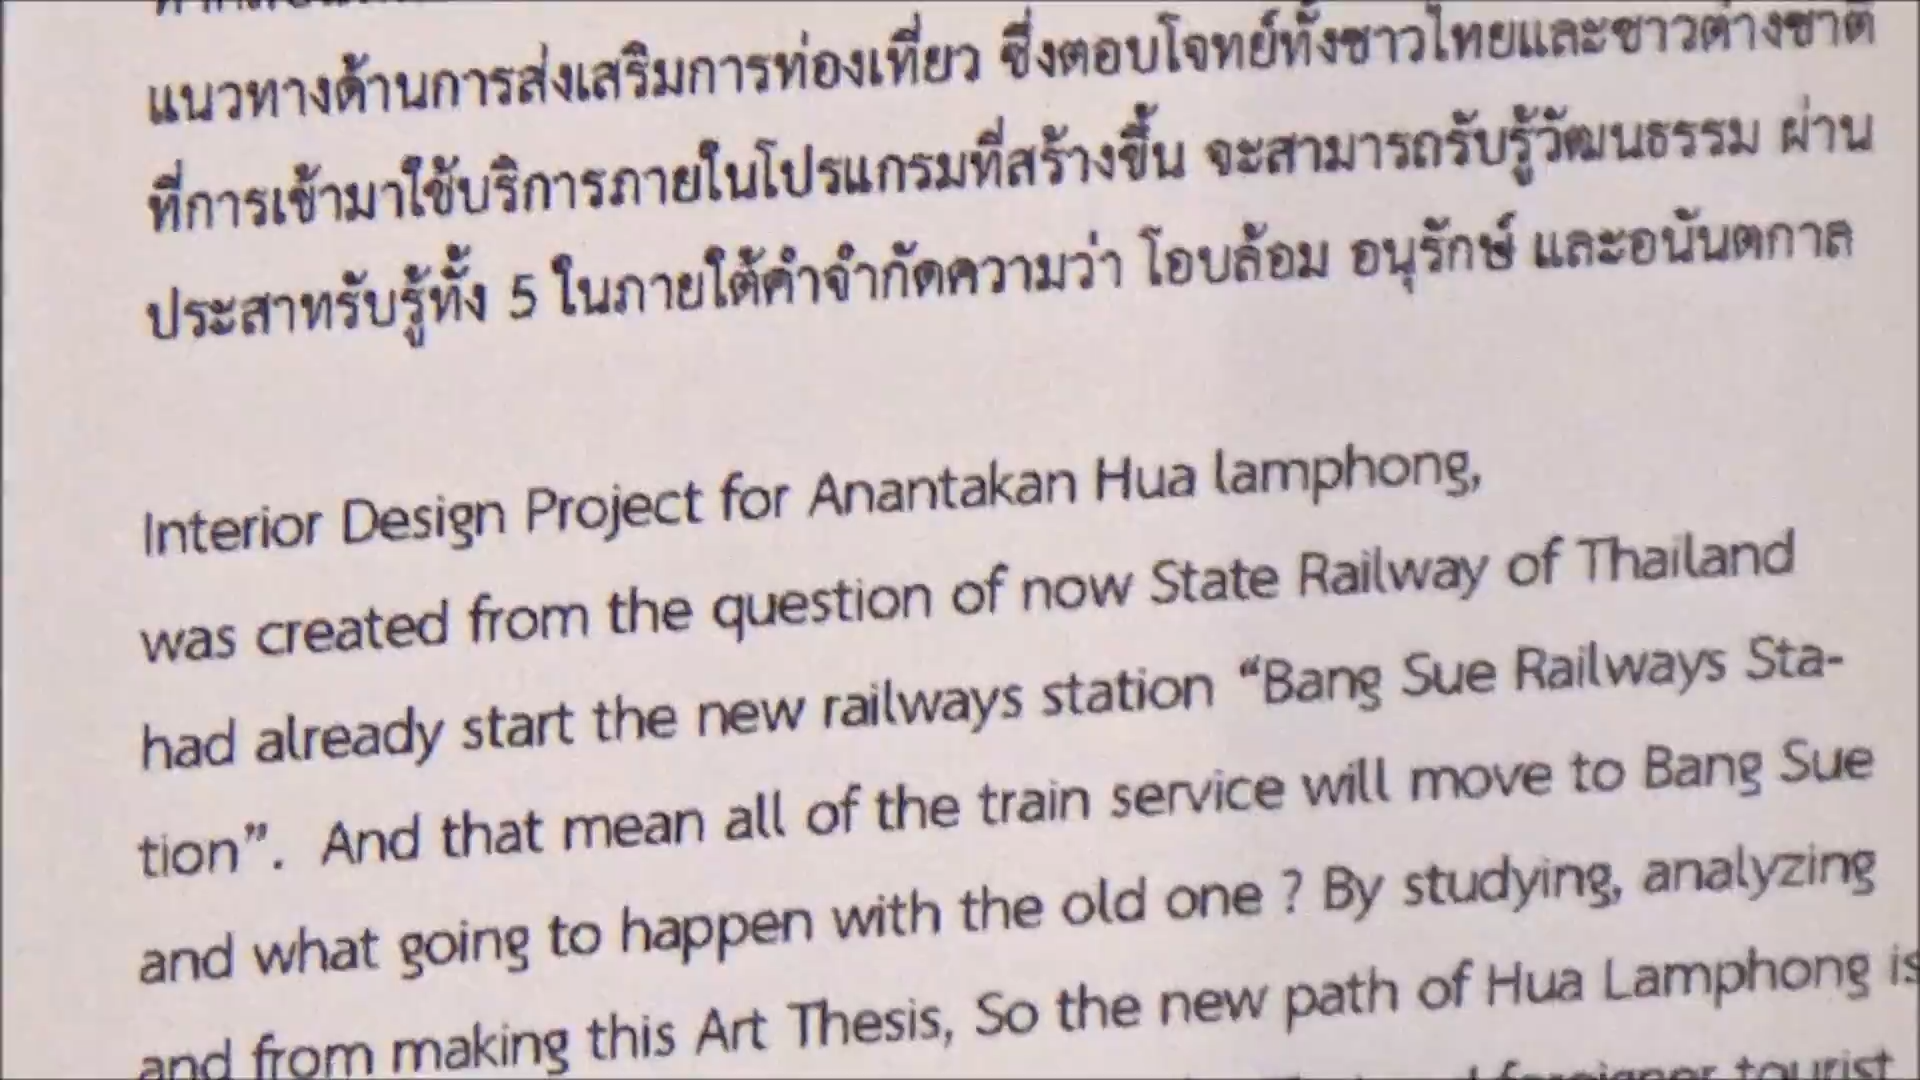 แนวทางด้านการส่งเสริมการท่องเที่ยว ซึ่งตอบโจทย์ทั้งชาวไทยและชาวต่างชาติ
ที่การเข้ามาใช้บริการภายในโปรแกรมที่สร้างขึ้น จะสามารถรับรู้วัฒนธรรม ผ่าน
ประสาทรับรู้ทั้ง 5 ในภายใต้คำจำกัดความว่า โอบล้อม อนุรักษ์ และอนันตกาล
Interior Design Project for Anantakan Hua lamphong,
was created from the question of now State Railway of Thailand
had already start the new railways station “Bang Sue Railways Sta-
tion”. And that mean all of the train service will move to Bang Sue
and what going to happen with the old one ? By studying, analyzing
and from making this Art Thesis, So the new path of Hua Lamphong is
foreigner tourist